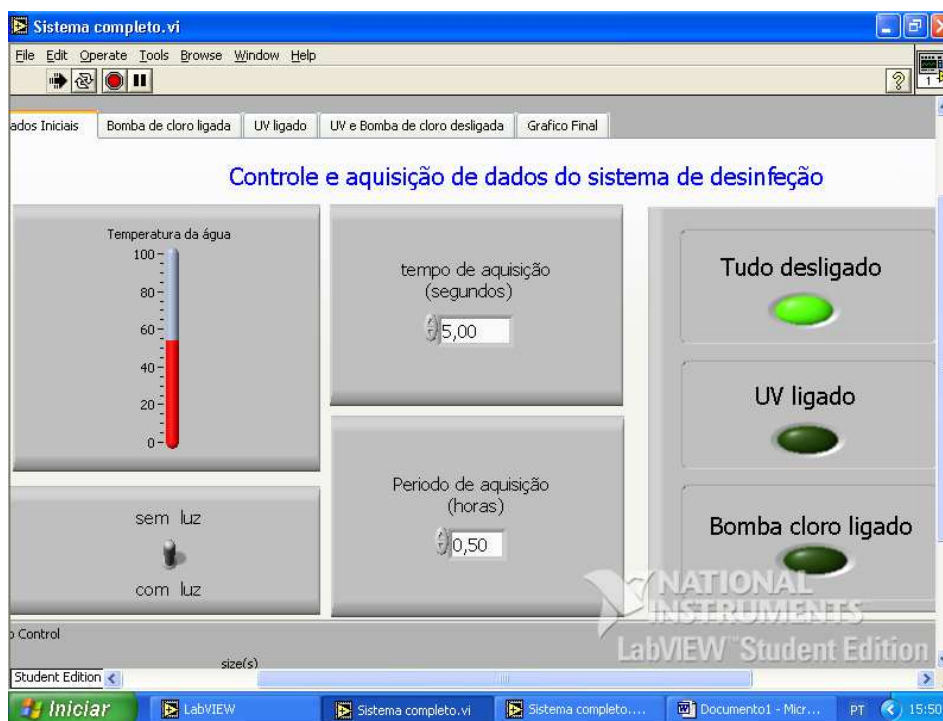 Sistema completo.vi
File Edit Operate Tools Browse Window Help
1
ados Iniciais
Bomba de cloro ligada
UV ligado
UV e Bomba de cloro desligada
Grafico Final
Controle e aquisição de dados do sistema de desinfeção
Temperatura da água
100
80
60
40
20
0
tempo de aquisição
(segundos)
5,00
Tudo desligado
UV ligado
Periodo de aquisição
(horas)
0,50
sem luz
com luz
Bomba cloro ligado
NATIONAL
INSTRUMENTS
LabVIEW™ Student Edition
o Control
size(s)
Student Edition
Iniciar
LabVIEW
Sistema completo.vi
Sistema completo....
Documento1 - Micr...
PT
15:50